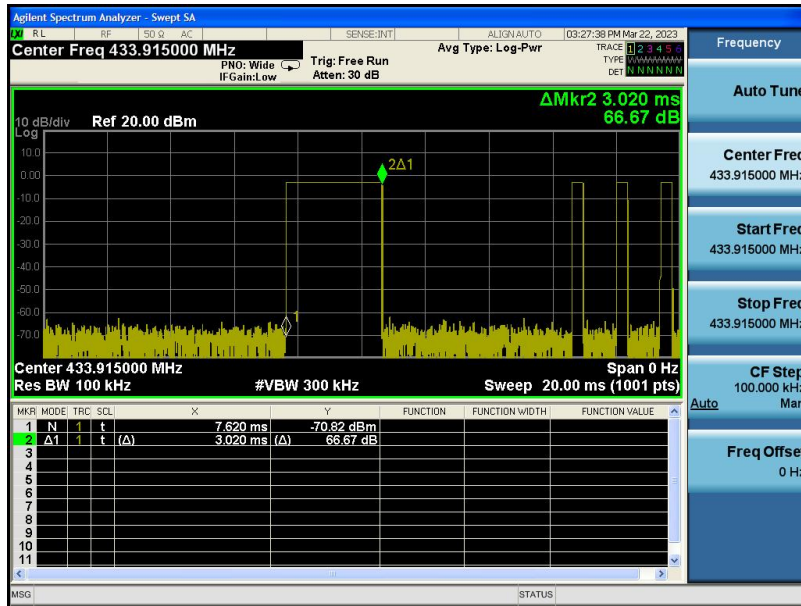 Agilent Spectrum Analyzer - Swept SA
LXI RL RF 50 Ω AC SENSE:INT ALIGN AUTO 03:27:38 PM Mar 22, 2023
Center Freq 433.915000 MHz
PNO: Wide
IFGain:Low
Trig: Free Run
Atten: 30 dB
Avg Type: Log-Pwr
TRACE 1 2 3 4 5 6
TYPE
DET N N N N N N
ΔMkr2 3.020 ms
66.67 dB
10 dB/div Ref 20.00 dBm
Log
10.0
0.00
-10.0
-20.0
-30.0
-40.0
-50.0
-60.0
-70.0
2Δ1
1
Center 433.915000 MHz Span 0 Hz
Res BW 100 kHz #VBW 300 kHz Sweep 20.00 ms (1001 pts)
MKR MODE TRC SCL X Y FUNCTION FUNCTION WIDTH FUNCTION VALUE
1 N 1 t 7.620 ms -70.82 dBm
2 Δ1 1 t (Δ) 3.020 ms (Δ) 66.67 dB
3
4
5
6
7
8
9
10
11
MSG STATUS
Frequency
Auto Tune
Center Freq
433.915000 MHz
Start Freq
433.915000 MHz
Stop Freq
433.915000 MHz
CF Step
100.000 kHz
Auto Man
Freq Offset
0 Hz